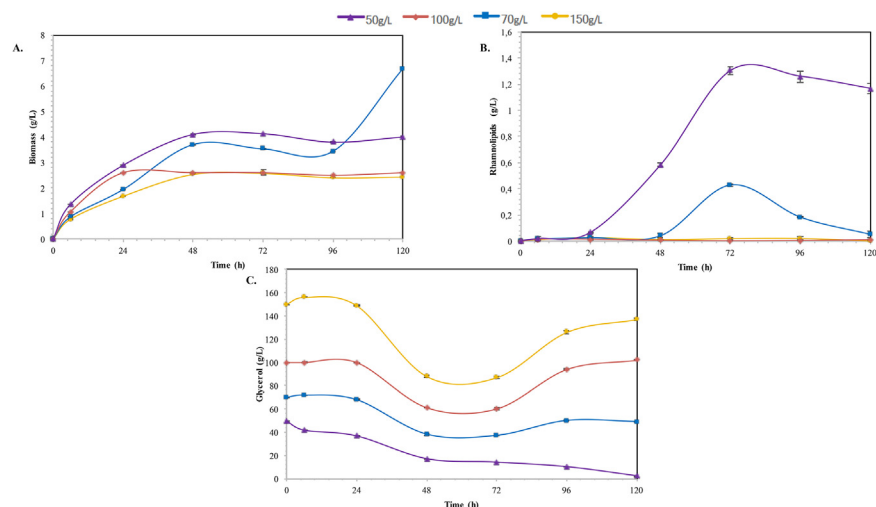 50g/L 100g/L 70g/L 150g/L
A.
8
7
6
5
4
3
2
1
0
Biomass (g/L)
0 24 48 72 96 120
Time (h)
B.
1,6
1,4
1,2
1
0,8
0,6
0,4
0,2
0
Rhamnolipids (g/L)
0 24 48 72 96 120
Time (h)
C.
180
160
140
120
100
80
60
40
20
0
Glycerol (g/L)
0 24 48 72 96 120
Time (h)